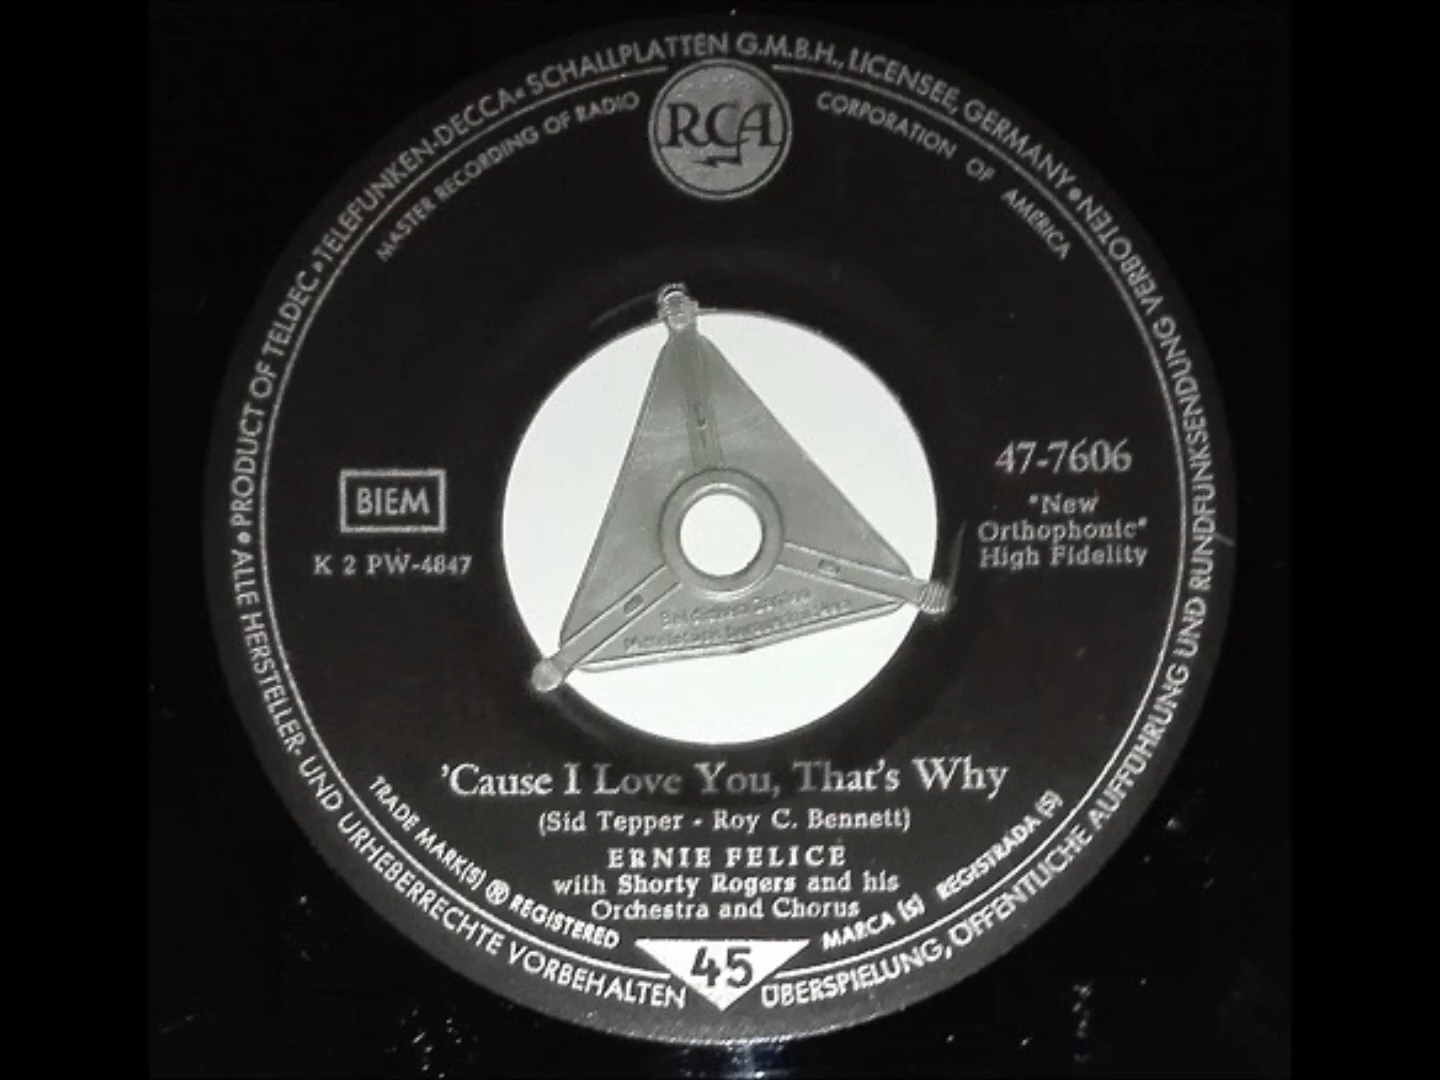 • PRODUCT OF TELDEC • TELEFUNKEN-DECCA • SCHALLPLATTEN G.M.B.H., LICENSEE, GERMANY • NERBOTEN
MASTER RECORDING OF RADIO CORPORATION OF AMERICA
RCA
47-7606
"New
Orthophonic"
High Fidelity
BIEM
K 2 PW-4847
'Cause I Love You, That's Why
(Sid Tepper - Roy C. Bennett)
ERNIE FELICE
with Shorty Rogers and his
Orchestra and Chorus
TRADE MARK(S) ® REGISTERED
MARCA (S) REGISTRADA (S)
45
ALLE HERSTELLER- UND URHEBERRECHTE VORBEHALTEN
ÜBERSPIELUNG, ÖFFENTLICHE AUFFÜHRUNG UND RUNDFUNKSENDUNG VERBOTEN